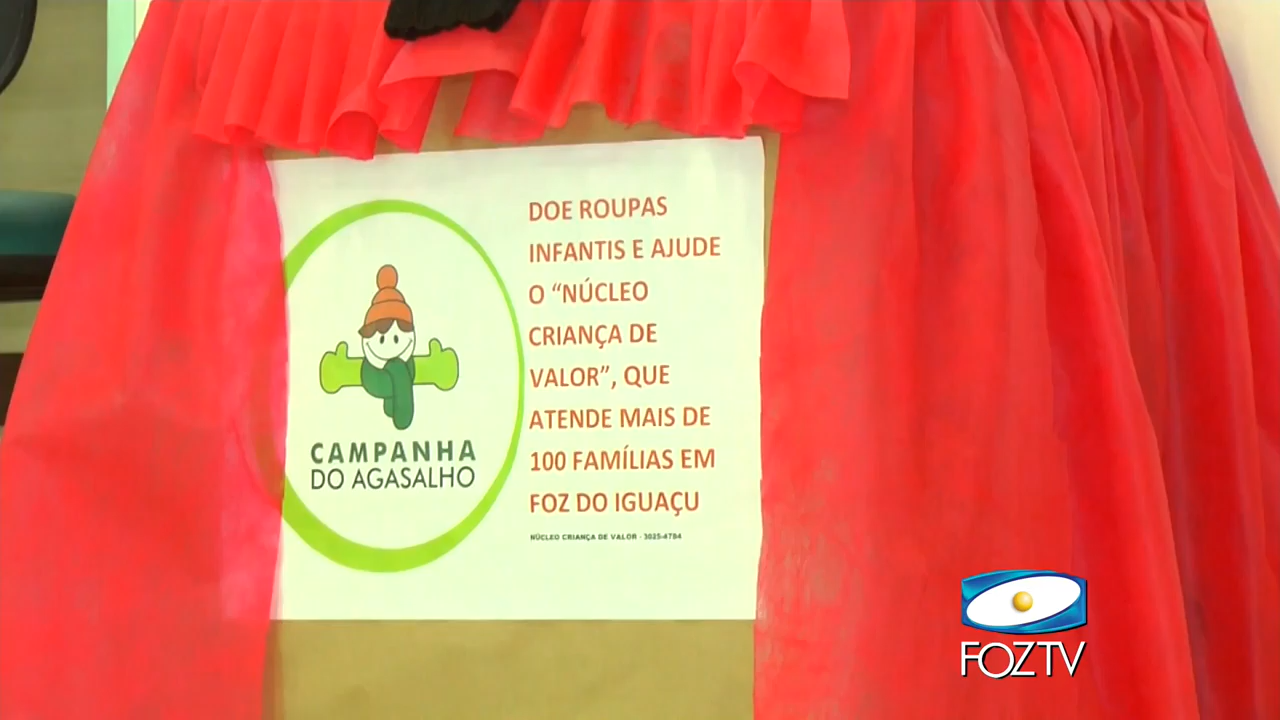 DOE ROUPAS
INFANTIS E AJUDE
O “NÚCLEO
CRIANÇA DE
VALOR”, QUE
ATENDE MAIS DE
100 FAMÍLIAS EM
FOZ DO IGUAÇU
NÚCLEO CRIANÇA DE VALOR - 3025-4784
CAMPANHA
DO AGASALHO
FOZTV